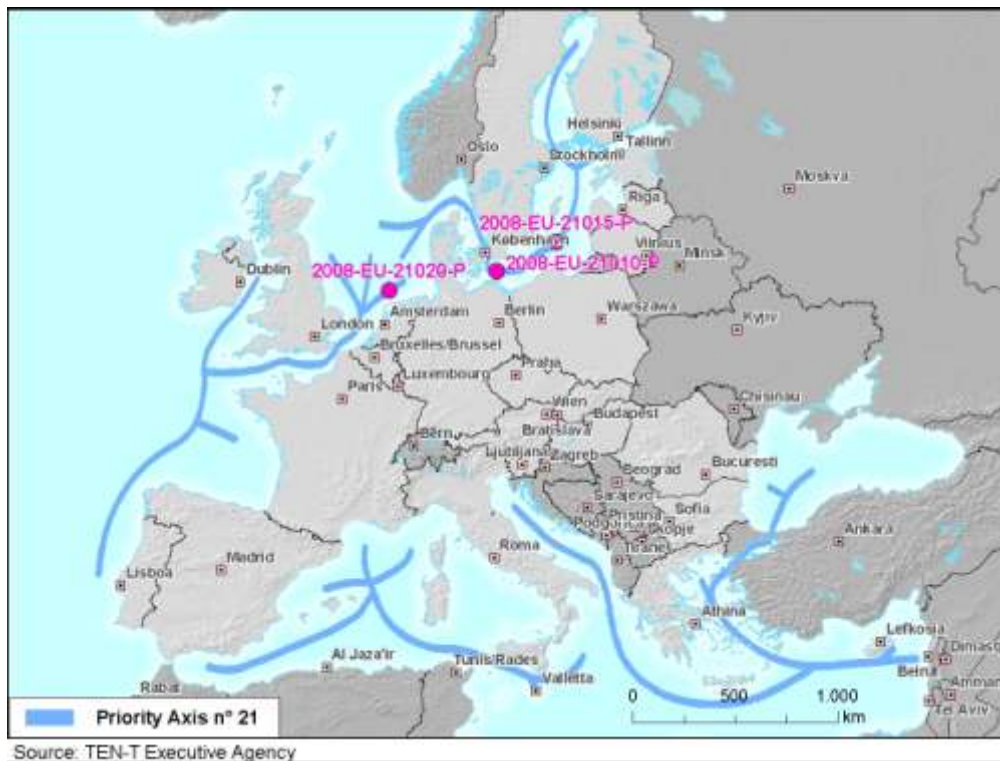 Helsinki
Tallinn
Oslo
Stockholm
Moskva
Riga
2008-EU-21015-P
København
Vilnius
Minsk
2008-EU-21010-P
Dublin
2008-EU-21020-P
Amsterdam
Berlin
Warszawa
Kyjiv
London
Bruxelles/Brussel
Praha
Luxembourg
Paris
Chisinau
Wien
Budapest
Bratislava
Bern
Ljubljana
Zagreb
Beograd
Bucuresti
Sarajevo
Pristina
Sofia
Skopje
Ankara
Roma
Tirane
Madrid
Lisboa
Athina
Lefkosia
Al Jaza'ir
Tunis/Rades
Dimasq
Valletta
Amman
Rabat
Tel Aviv
0 500 1.000
km
Priority Axis n° 21
Source: TEN-T Executive Agency